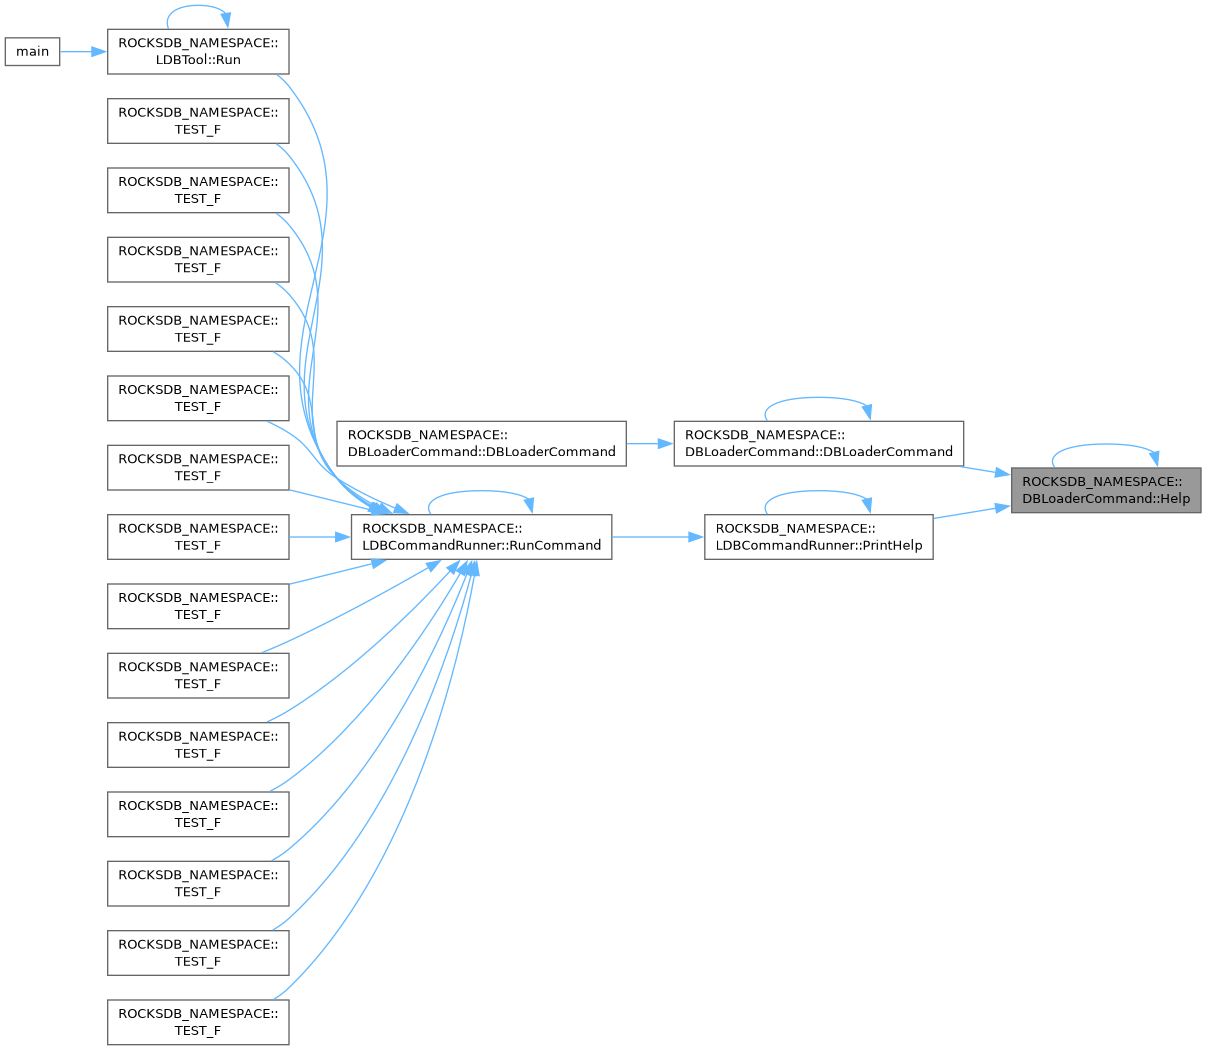 main
ROCKSDB_NAMESPACE::
LDBTool::Run
ROCKSDB_NAMESPACE::
TEST_F
ROCKSDB_NAMESPACE::
TEST_F
ROCKSDB_NAMESPACE::
TEST_F
ROCKSDB_NAMESPACE::
TEST_F
ROCKSDB_NAMESPACE::
TEST_F
ROCKSDB_NAMESPACE::
TEST_F
ROCKSDB_NAMESPACE::
TEST_F
ROCKSDB_NAMESPACE::
TEST_F
ROCKSDB_NAMESPACE::
TEST_F
ROCKSDB_NAMESPACE::
TEST_F
ROCKSDB_NAMESPACE::
TEST_F
ROCKSDB_NAMESPACE::
TEST_F
ROCKSDB_NAMESPACE::
TEST_F
ROCKSDB_NAMESPACE::
TEST_F
ROCKSDB_NAMESPACE::
DBLoaderCommand::DBLoaderCommand
ROCKSDB_NAMESPACE::
LDBCommandRunner::RunCommand
ROCKSDB_NAMESPACE::
DBLoaderCommand::DBLoaderCommand
ROCKSDB_NAMESPACE::
LDBCommandRunner::PrintHelp
ROCKSDB_NAMESPACE::
DBLoaderCommand::Help